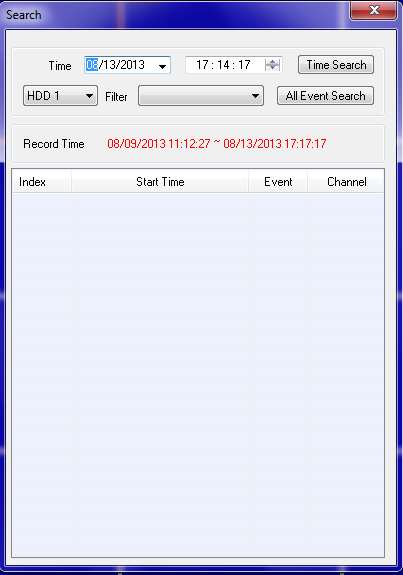 Search
Time 08/13/2013 17 : 14 : 17 Time Search
HDD 1 Filter All Event Search
Record Time 08/09/2013 11:12:27 ~ 08/13/2013 17:17:17
Index Start Time Event Channel